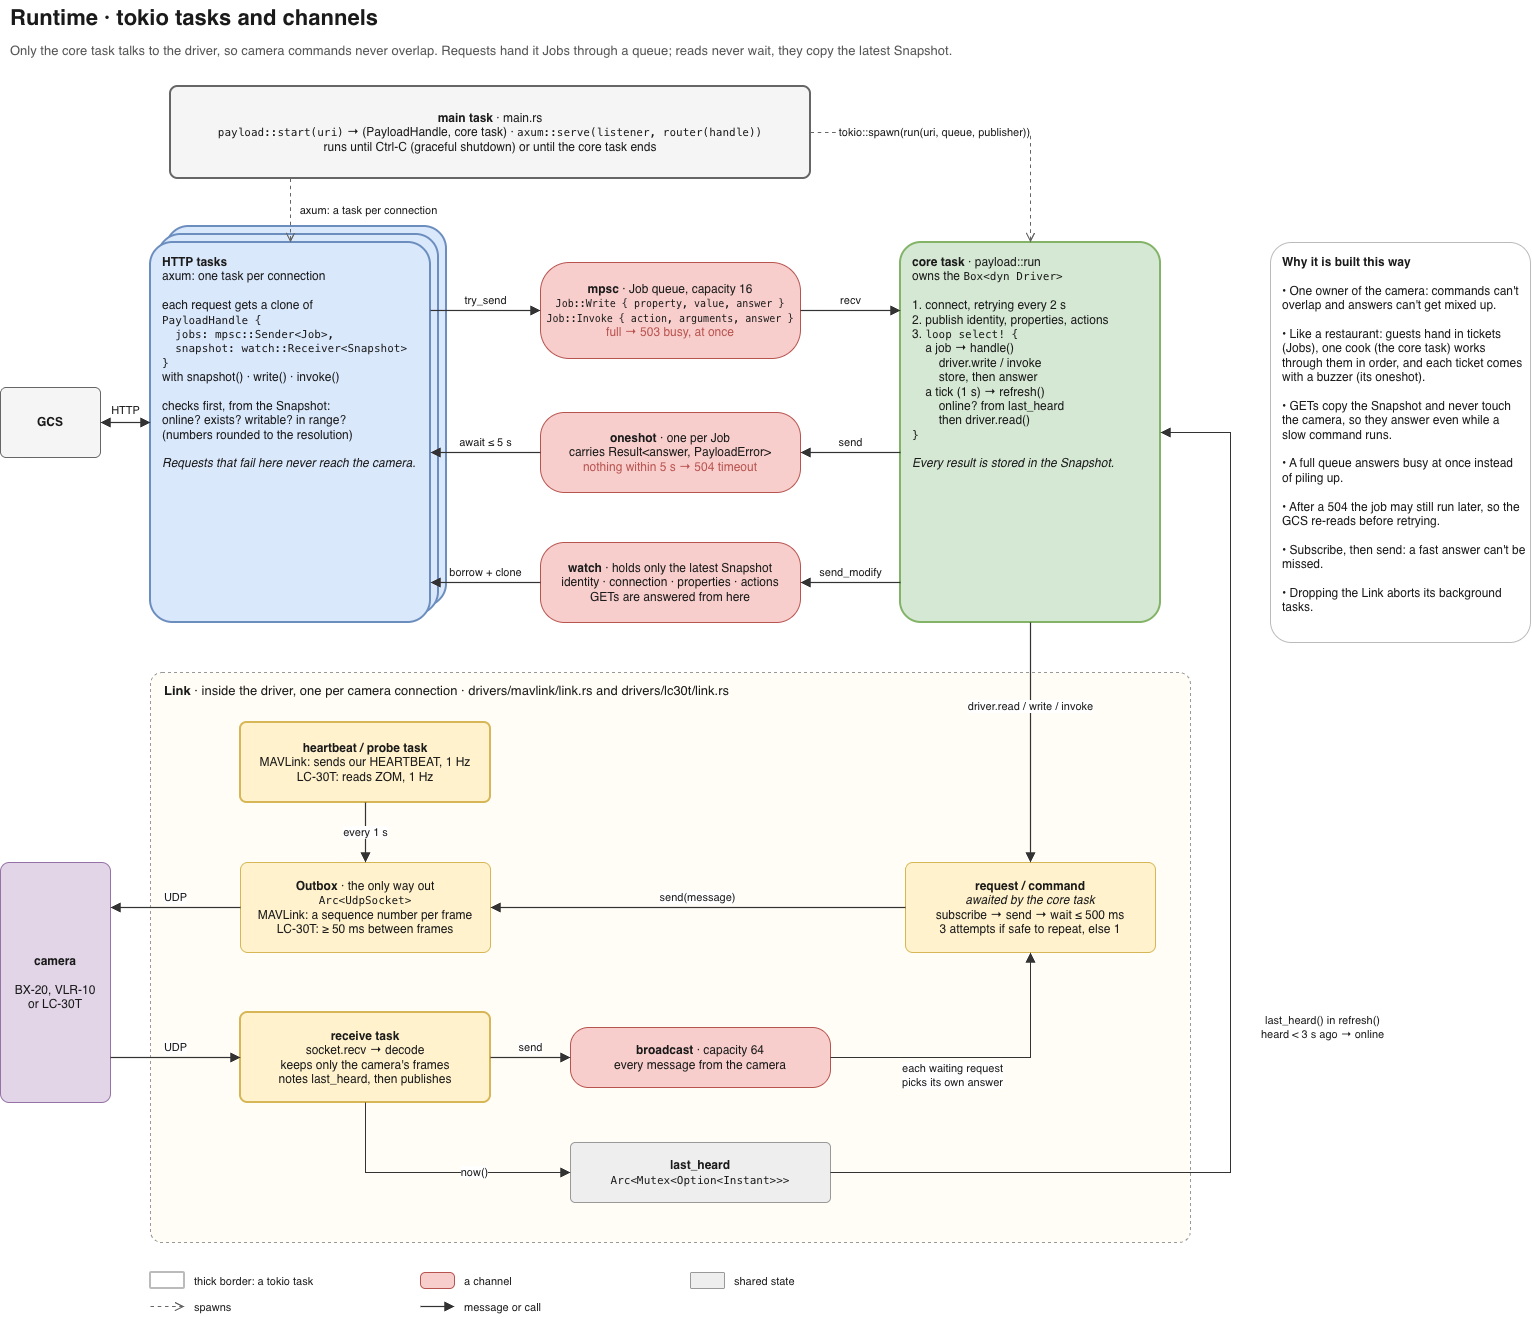 Runtime · tokio tasks and channels
Only the core task talks to the driver, so camera commands never overlap. Requests hand it Jobs through a queue; reads never wait, they copy the latest Snapshot.
main task · main.rs
payload::start(uri) → (PayloadHandle, core task) · axum::serve(listener, router(handle))
runs until Ctrl-C (graceful shutdown) or until the core task ends
tokio::spawn(run(uri, queue, publisher))
axum: a task per connection
GCS
HTTP
HTTP tasks
axum: one task per connection
each request gets a clone of
PayloadHandle {
jobs: mpsc::Sender<Job>,
snapshot: watch::Receiver<Snapshot>
}
with snapshot() · write() · invoke()
checks first, from the Snapshot:
online? exists? writable? in range?
(numbers rounded to the resolution)
Requests that fail here never reach the camera.
try_send
mpsc · Job queue, capacity 16
Job::Write { property, value, answer }
Job::Invoke { action, arguments, answer }
full → 503 busy, at once
recv
await ≤ 5 s
oneshot · one per Job
carries Result<answer, PayloadError>
nothing within 5 s → 504 timeout
send
borrow + clone
watch · holds only the latest Snapshot
identity · connection · properties · actions
GETs are answered from here
send_modify
core task · payload::run
owns the Box<dyn Driver>
1. connect, retrying every 2 s
2. publish identity, properties, actions
3. loop select! {
a job → handle()
driver.write / invoke
store, then answer
a tick (1 s) → refresh()
online? from last_heard
then driver.read()
}
Every result is stored in the Snapshot.
Why it is built this way
• One owner of the camera: commands can't
overlap and answers can't get mixed up.
• Like a restaurant: guests hand in tickets
(Jobs), one cook (the core task) works
through them in order, and each ticket comes
with a buzzer (its oneshot).
• GETs copy the Snapshot and never touch
the camera, so they answer even while a
slow command runs.
• A full queue answers busy at once instead
of piling up.
• After a 504 the job may still run later, so the
GCS re-reads before retrying.
• Subscribe, then send: a fast answer can't be
missed.
• Dropping the Link aborts its background
tasks.
Link · inside the driver, one per camera connection · drivers/mavlink/link.rs and drivers/lc30t/link.rs
driver.read / write / invoke
heartbeat / probe task
MAVLink: sends our HEARTBEAT, 1 Hz
LC-30T: reads ZOM, 1 Hz
every 1 s
camera
BX-20, VLR-10
or LC-30T
UDP
Outbox · the only way out
Arc<UdpSocket>
MAVLink: a sequence number per frame
LC-30T: ≥ 50 ms between frames
send(message)
request / command
awaited by the core task
subscribe → send → wait ≤ 500 ms
3 attempts if safe to repeat, else 1
UDP
receive task
socket.recv → decode
keeps only the camera's frames
notes last_heard, then publishes
send
broadcast · capacity 64
every message from the camera
each waiting request
picks its own answer
last_heard() in refresh()
heard < 3 s ago → online
now()
last_heard
Arc<Mutex<Option<Instant>>>
thick border: a tokio task
a channel
shared state
spawns
message or call